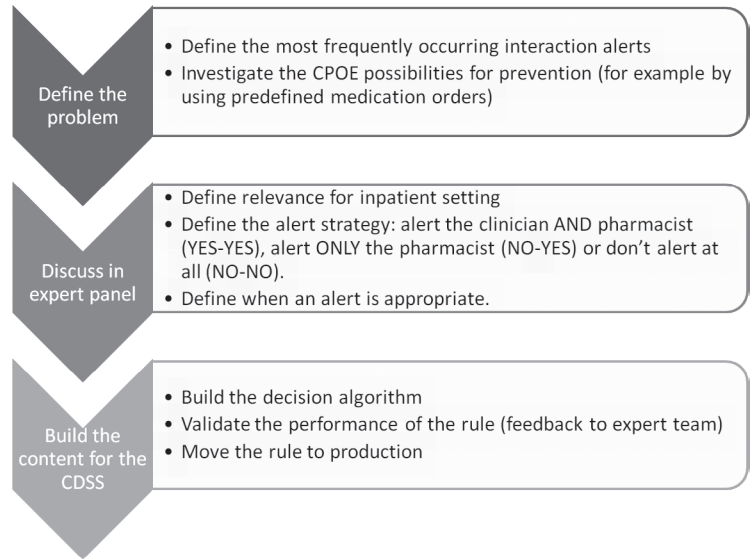 Define the
problem
• Define the most frequently occurring interaction alerts
• Investigate the CPOE possibilities for prevention (for example by
using predefined medication orders)
Discuss in
expert panel
• Define relevance for inpatient setting
• Define the alert strategy: alert the clinician AND pharmacist
(YES-YES), alert ONLY the pharmacist (NO-YES) or don’t alert at
all (NO-NO).
• Define when an alert is appropriate.
Build the
content for the
CDSS
• Build the decision algorithm
• Validate the performance of the rule (feedback to expert team)
• Move the rule to production